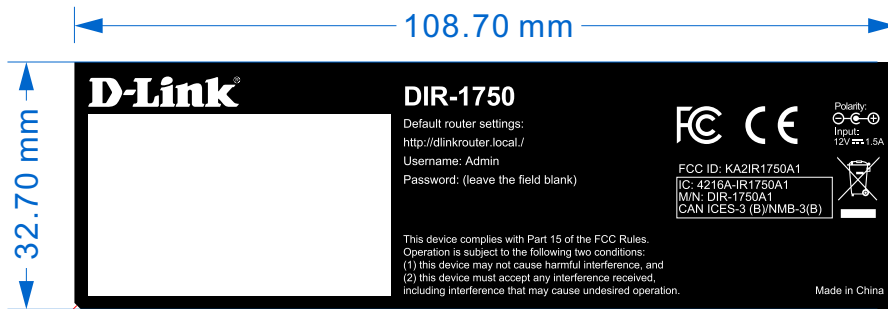 108.70 mm
32.70 mm
D-Link®
DIR-1750
Default router settings:
http://dlinkrouter.local./
Username: Admin
Password: (leave the field blank)
This device complies with Part 15 of the FCC Rules.
Operation is subject to the following two conditions:
(1) this device may not cause harmful interference, and
(2) this device must accept any interference received,
including interference that may cause undesired operation.
FC CE
Polarity:
Input:
12V 1.5A
FCC ID: KA2IR1750A1
IC: 4216A-IR1750A1
M/N: DIR-1750A1
CAN ICES-3 (B)/NMB-3(B)
Made in China